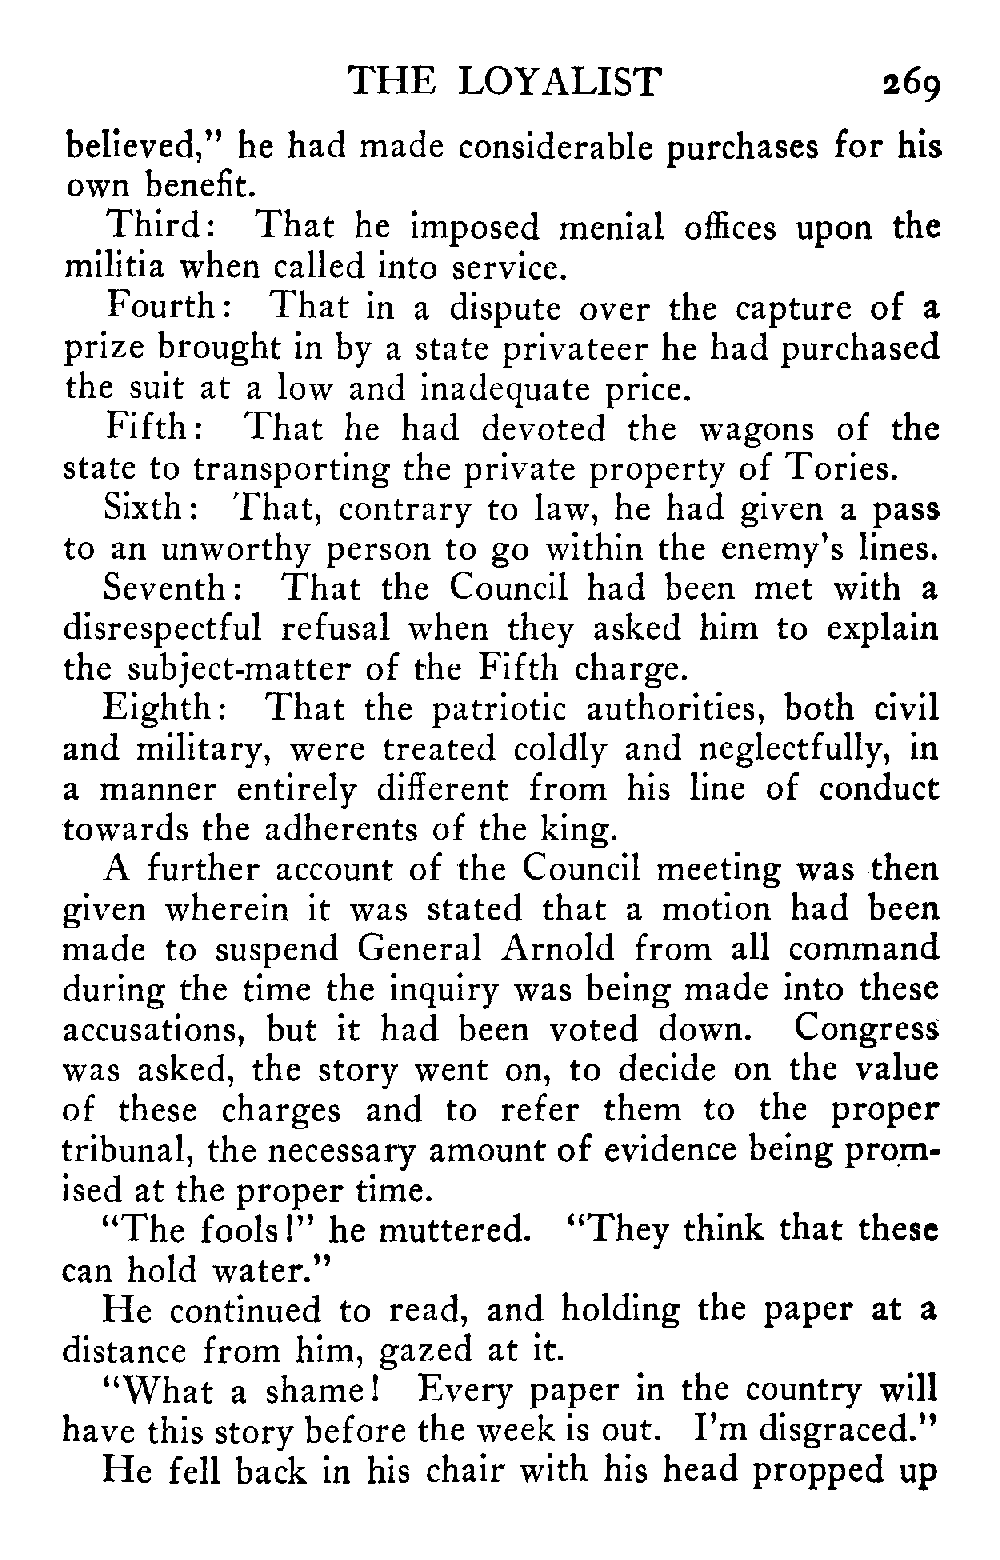 THE LOYALIST 269
believed," he had made considerable purchases for his
own benefit.
Third: That he imposed menial offices upon the
militia when called into service.
Fourth: That in a dispute over the capture of a
prize brought in by a state privateer he had purchased
the suit at a low and inadequate price.
Fifth: That he had devoted the wagons of the
state to transporting the private property of Tories.
Sixth: That, contrary to law, he had given a pass
to an unworthy person to go within the enemy's lines.
Seventh: That the Council had been met with a
disrespectful refusal when they asked him to explain
the subject-matter of the Fifth charge.
Eighth: That the patriotic authorities, both civil
and military, were treated coldly and neglectfully, in
a manner entirely different from his line of conduct
towards the adherents of the king.
A further account of the Council meeting was then
given wherein it was stated that a motion had been
made to suspend General Arnold from all command
during the time the inquiry was being made into these
accusations, but it had been voted down. Congress
was asked, the story went on, to decide on the value
of these charges and to refer them to the proper
tribunal, the necessary amount of evidence being prom-
ised at the proper time.
"The fools!" he muttered. "They think that these
can hold water."
He continued to read, and holding the paper at a
distance from him, gazed at it.
"What a shame! Every paper in the country will
have this story before the week is out. I'm disgraced."
He fell back in his chair with his head propped up